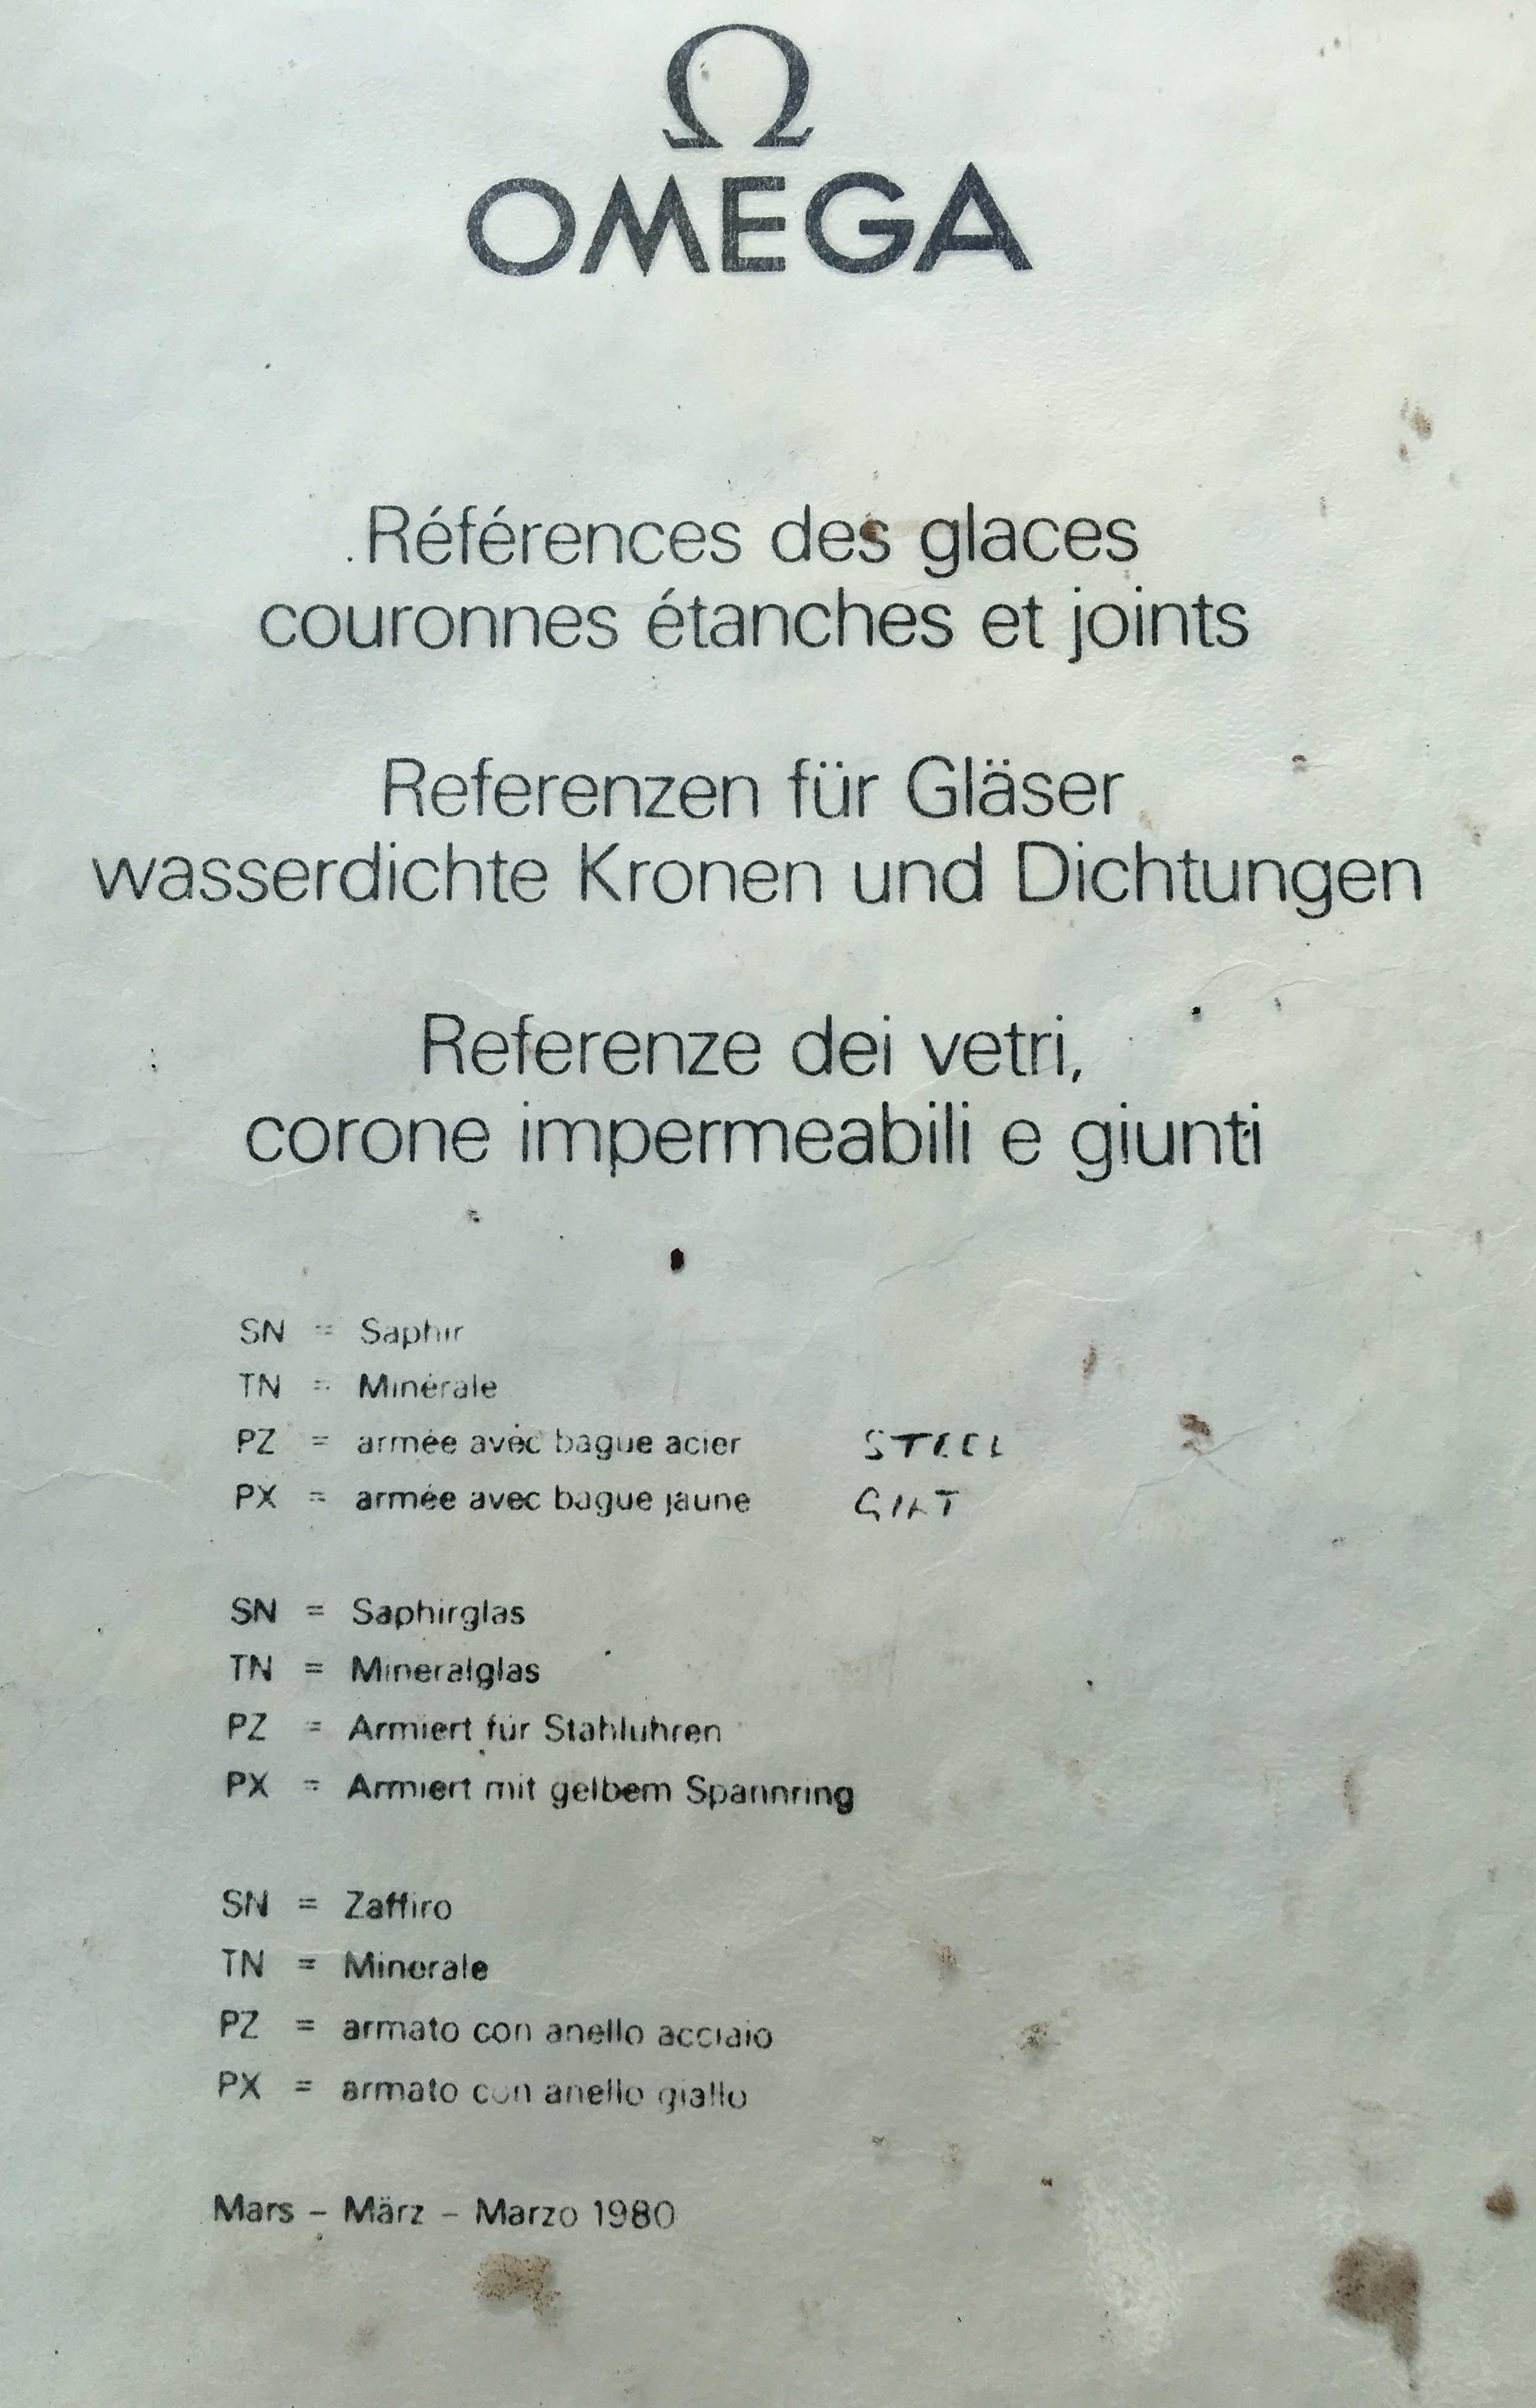 Ω
OMEGA
Références des glaces
couronnes étanches et joints
Referenzen für Gläser
wasserdichte Kronen und Dichtungen
Referenze dei vetri,
corone impermeabili e giunti
SN = Saphir
TN = Minérale
PZ = armée avec bague acier STEEL
PX = armée avec bague jaune GILT
SN = Saphirglas
TN = Mineralglas
PZ = Armiert für Stahluhren
PX = Armiert mit gelbem Spannring
SN = Zaffiro
TN = Minerale
PZ = armato con anello acciaio
PX = armato con anello giallo
Mars – März – Marzo 1980